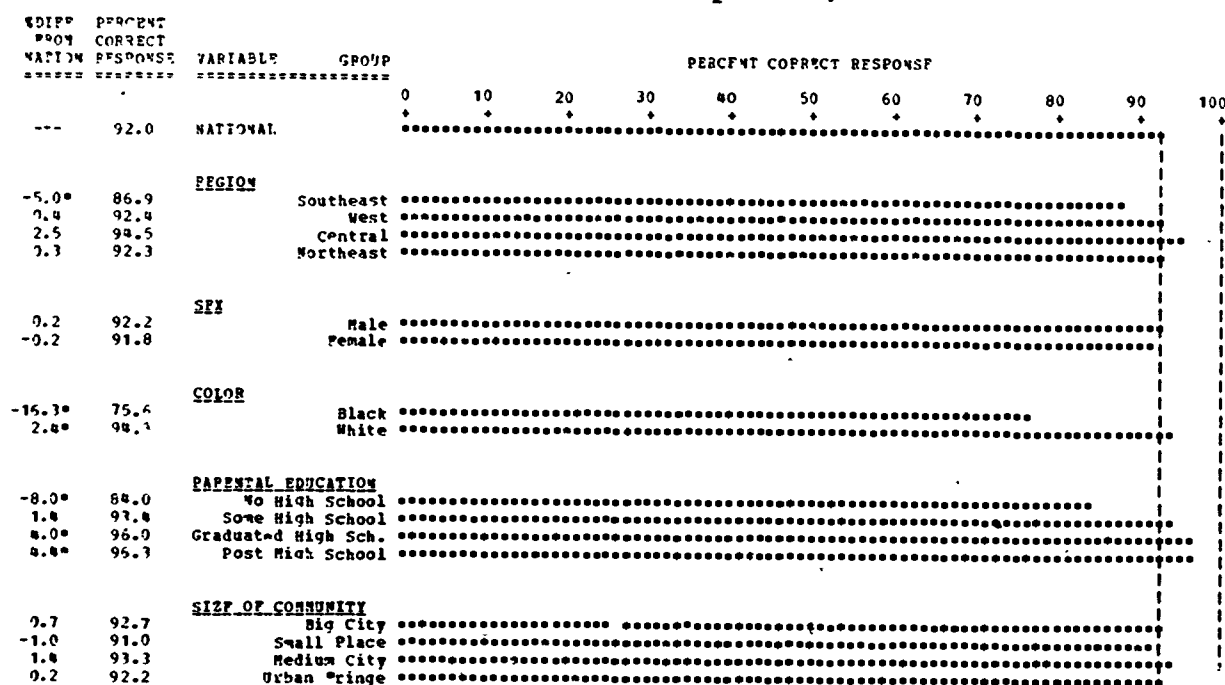 %DIFF PERCENT
FROM CORRECT
NATION RESPONSE VARIABLE GROUP PERCENT CORRECT RESPONSE
0 10 20 30 40 50 60 70 80 90 100
--- 92.0 NATIONAL
REGION
-5.0* 86.9 Southeast
0.4 92.4 West
2.5 94.5 Central
0.3 92.3 Northeast
SEX
0.2 92.2 Male
-0.2 91.8 Female
COLOR
-16.3* 75.6 Black
2.4* 94.3 White
PARENTAL EDUCATION
-8.0* 84.0 No High School
1.4 93.4 Some High School
4.0* 96.0 Graduated High Sch.
4.4* 96.3 Post High School
SIZE OF COMMUNITY
0.7 92.7 Big City
-1.0 91.0 Small Place
1.4 93.3 Medium City
0.2 92.2 Urban Fringe